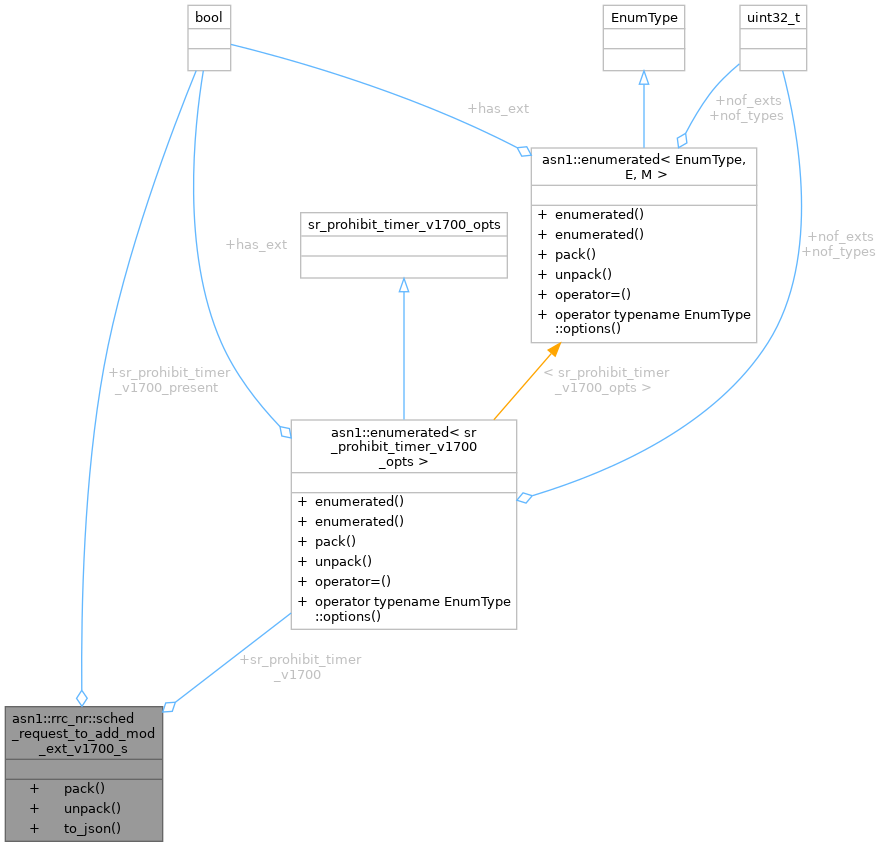 bool
EnumType
uint32_t
+has_ext
+nof_exts
+nof_types
asn1::enumerated< EnumType,
E, M >
+ enumerated()
+ enumerated()
+ pack()
+ unpack()
+ operator=()
+ operator typename EnumType
::options()
sr_prohibit_timer_v1700_opts
+has_ext
+nof_exts
+nof_types
+sr_prohibit_timer
_v1700_present
< sr_prohibit_timer
_v1700_opts >
asn1::enumerated< sr
_prohibit_timer_v1700
_opts >
+ enumerated()
+ enumerated()
+ pack()
+ unpack()
+ operator=()
+ operator typename EnumType
::options()
+sr_prohibit_timer
_v1700
asn1::rrc_nr::sched
_request_to_add_mod
_ext_v1700_s
+ pack()
+ unpack()
+ to_json()